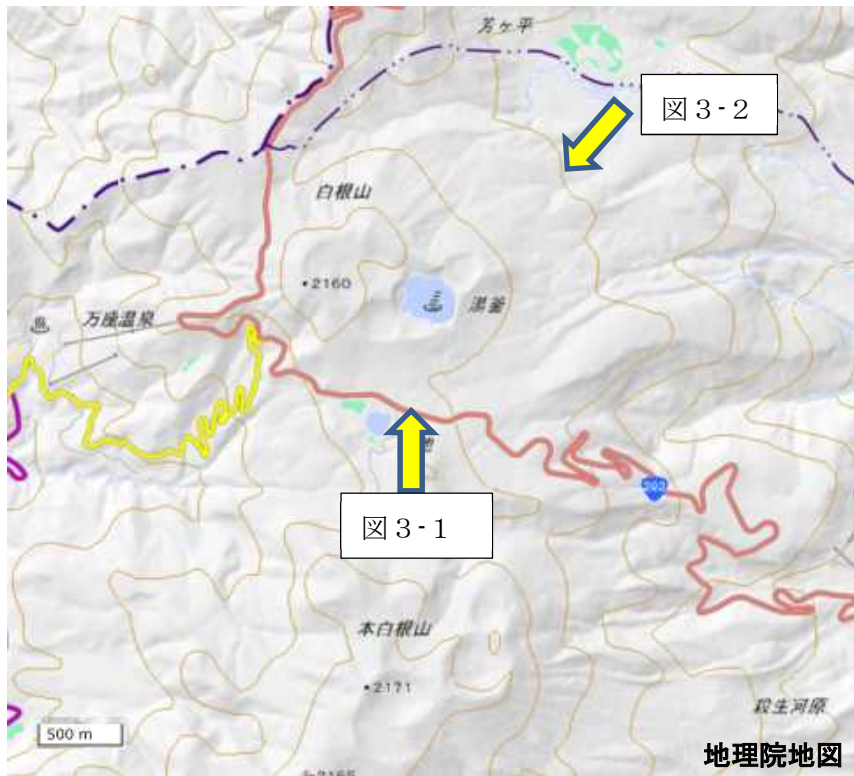 芳ヶ平
図3-2
白根山
・2160
湯釜
万座温泉
292
図3-1
本白根山
・2171
殺生河原
500 m
地理院地図